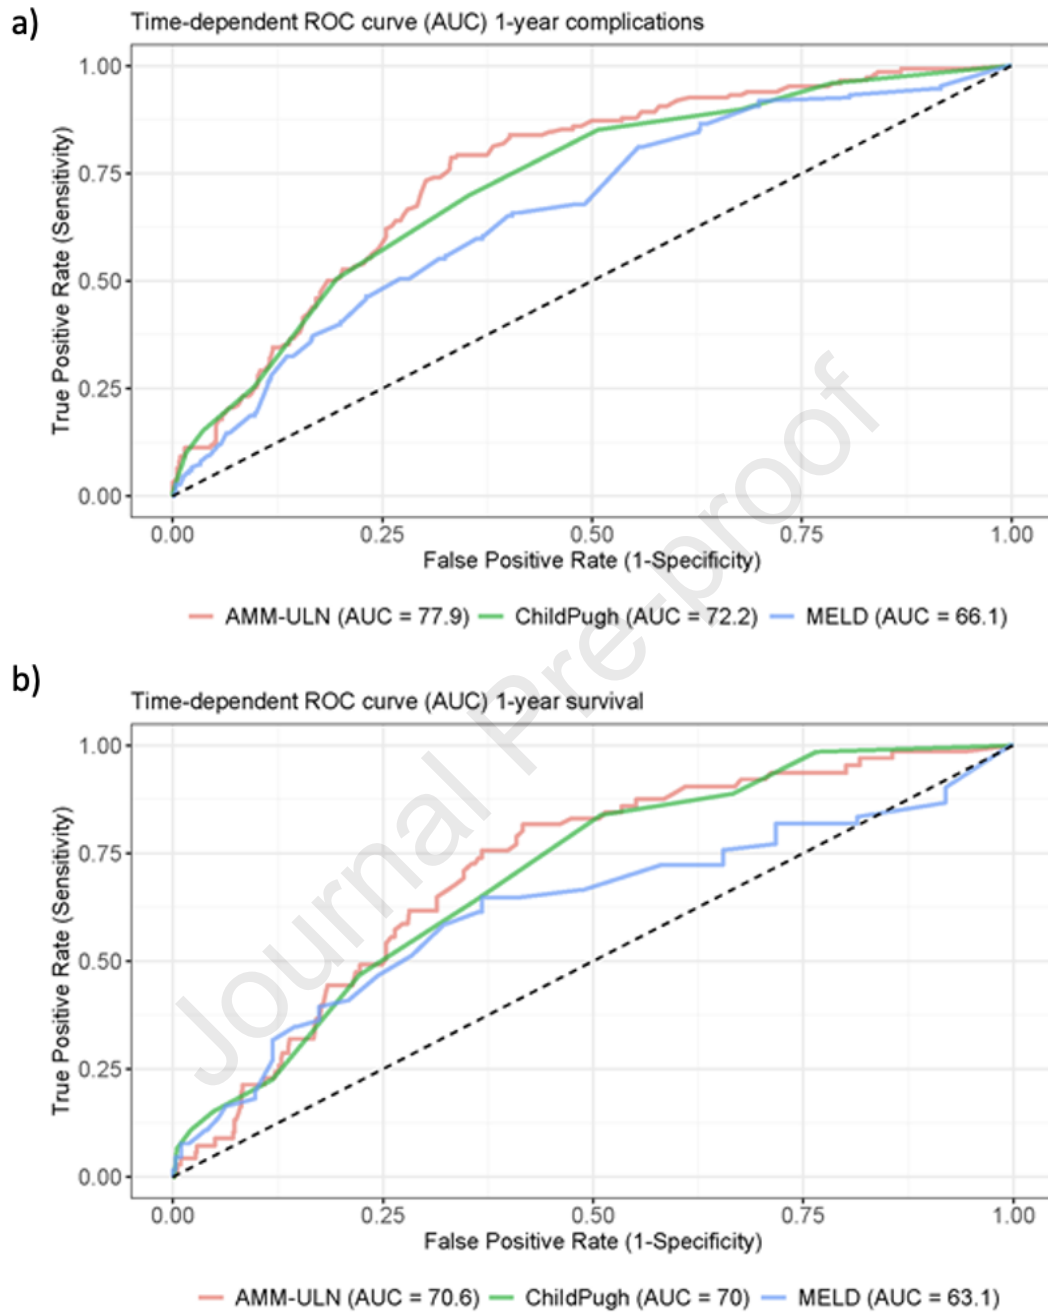 a)
Time-dependent ROC curve (AUC) 1-year complications
1.00
0.75
0.50
0.25
0.00
True Positive Rate (Sensitivity)
0.00 0.25 0.50 0.75 1.00
False Positive Rate (1-Specificity)
AMM-ULN (AUC = 77.9) ChildPugh (AUC = 72.2) MELD (AUC = 66.1)
Journal Pre-proof
b)
Time-dependent ROC curve (AUC) 1-year survival
1.00
0.75
0.50
0.25
0.00
True Positive Rate (Sensitivity)
0.00 0.25 0.50 0.75 1.00
False Positive Rate (1-Specificity)
AMM-ULN (AUC = 70.6) ChildPugh (AUC = 70) MELD (AUC = 63.1)